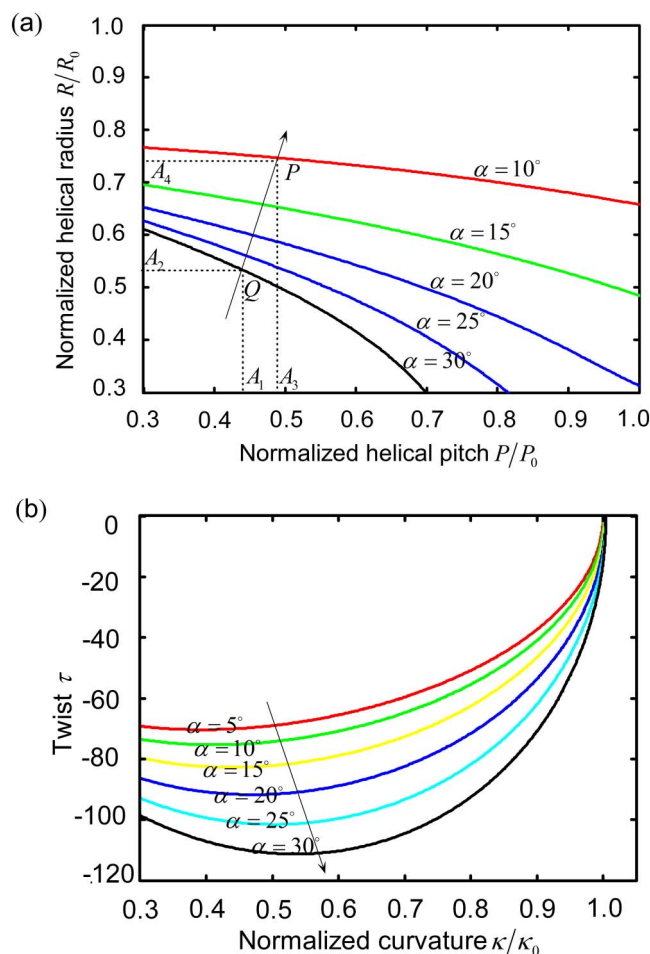 (a)
Normalized helical radius R/R₀
1.0
0.9
0.8
0.7
0.6
0.5
0.4
0.3
A₄
P
α = 10°
α = 15°
A₂
Q
α = 20°
α = 25°
α = 30°
A₁ A₃
0.3 0.4 0.5 0.6 0.7 0.8 0.9 1.0
Normalized helical pitch P/P₀
(b)
Twist τ
0
-20
-40
-60
-80
-100
-120
α = 5°
α = 10°
α = 15°
α = 20°
α = 25°
α = 30°
0.3 0.4 0.5 0.6 0.7 0.8 0.9 1.0
Normalized curvature κ/κ₀